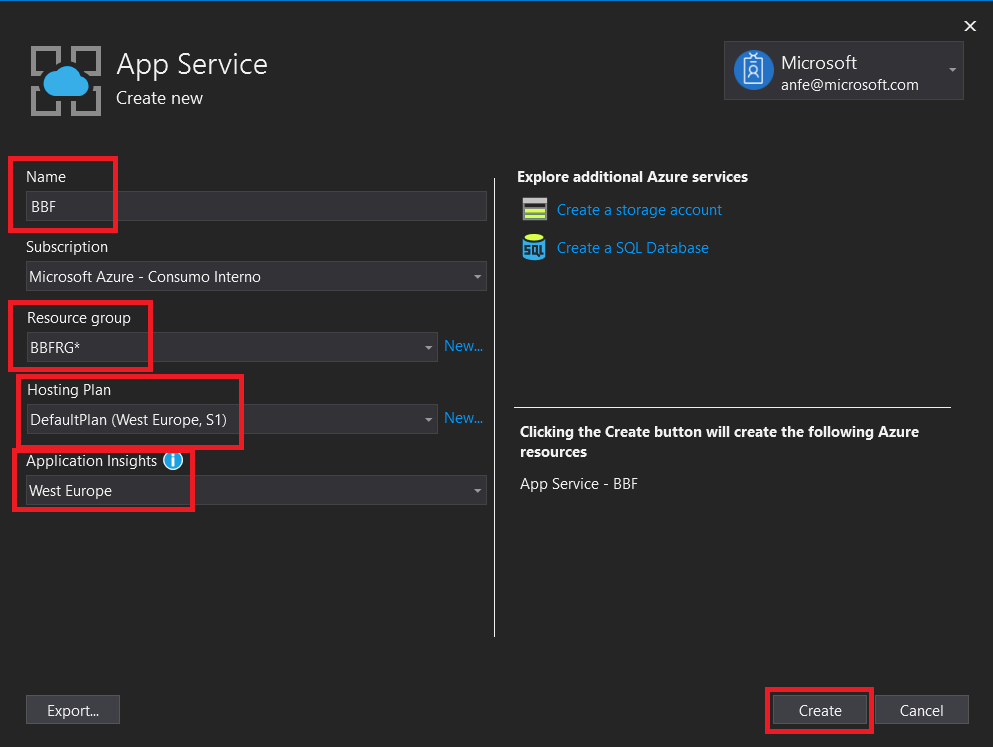 App Service
Create new
Microsoft
anfe@microsoft.com
Name
BBF
Subscription
Microsoft Azure - Consumo Interno
Resource group
BBFRG*
New...
Hosting Plan
DefaultPlan (West Europe, S1)
New...
Application Insights
West Europe
Explore additional Azure services
Create a storage account
SQL
Create a SQL Database
Clicking the Create button will create the following Azure
resources
App Service - BBF
Export...
Create
Cancel